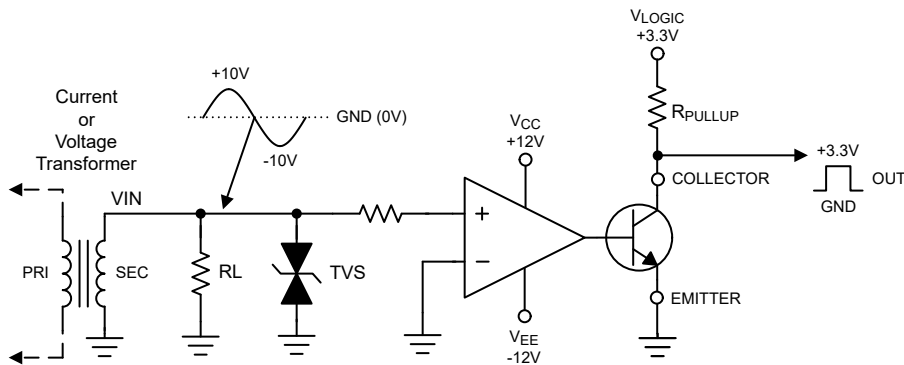 Current
or
Voltage
Transformer
+10V
GND (0V)
-10V
VIN
PRI
SEC
RL
TVS
+
−
VCC
+12V
VEE
-12V
VLOGIC
+3.3V
RPULLUP
COLLECTOR
EMITTER
+3.3V
OUT
GND